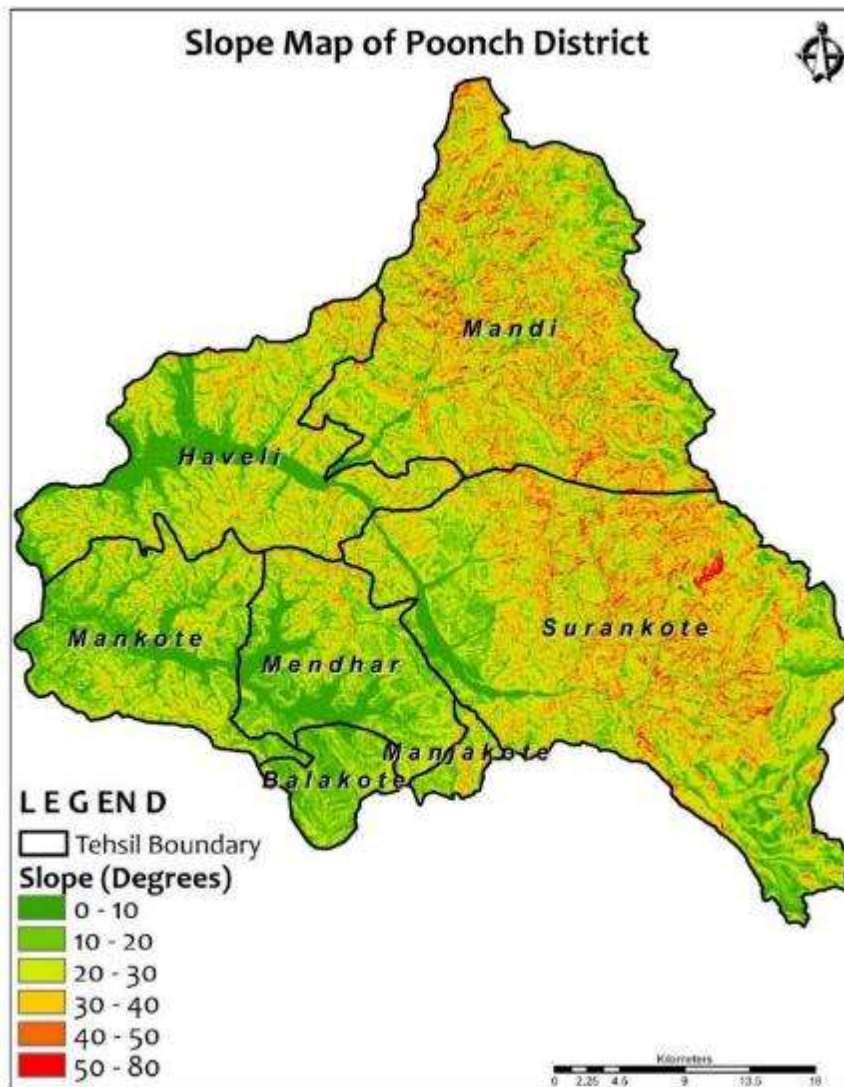 Slope Map of Poonch District
Mandi
Haveli
Surankote
Mankote
Mendhar
Manjakote
Balakote
LEGEND
Tehsil Boundary
Slope (Degrees)
0 - 10
10 - 20
20 - 30
30 - 40
40 - 50
50 - 80
Kilometers
0 2.25 4.5 9 13.5 18